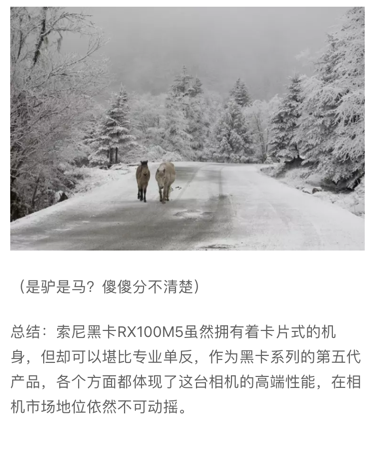 （是驴是马？傻傻分不清楚）
总结：索尼黑卡RX100M5虽然拥有着卡片式的机
身，但却可以堪比专业单反，作为黑卡系列的第五代
产品，各个方面都体现了这台相机的高端性能，在相
机市场地位依然不可动摇。